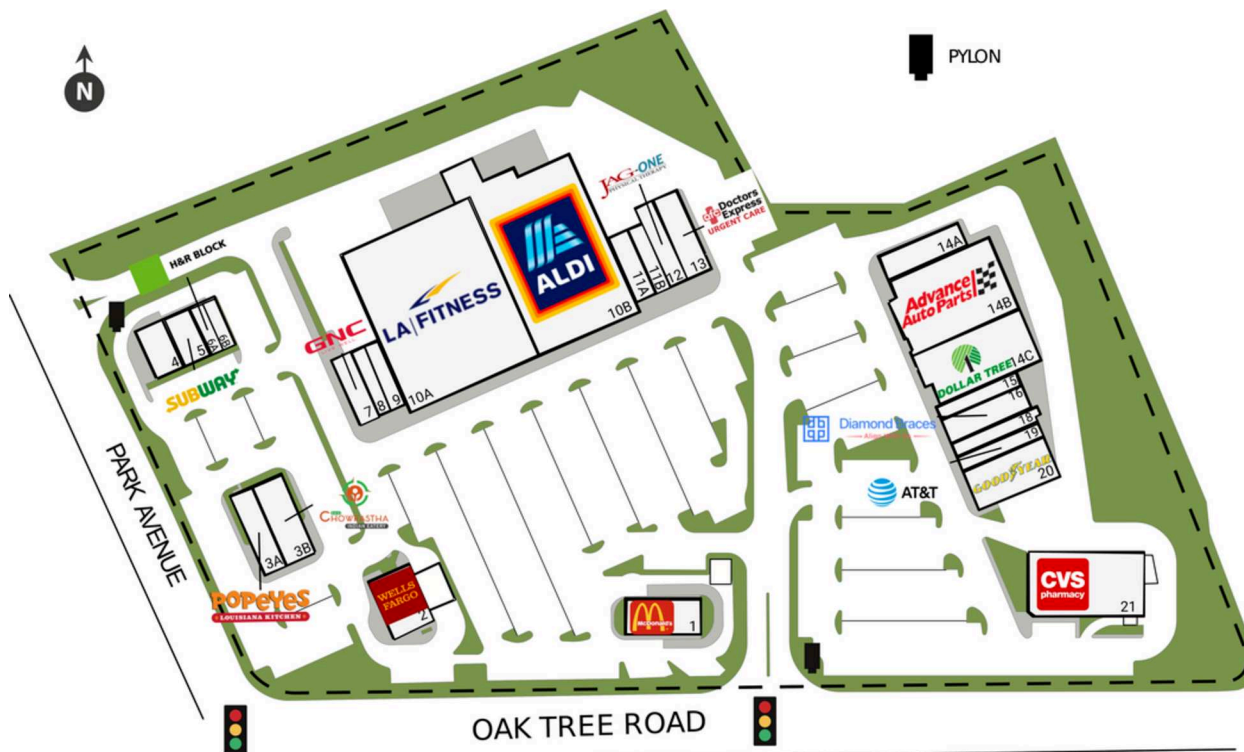 N
PYLON
JAG-ONE
PHYSICAL THERAPY
Doctors
Express
URGENT CARE
H&R BLOCK
14A
ALDI
Advance
Auto Parts
14B
LA|FITNESS
11A
11B
12
13
10B
GNC
4
5
6A
6B
SUBWAY
7
8
9
10A
14C
DOLLAR TREE
15
16
18
19
Diamond Braces
GOODYEAR
20
AT&T
PARK AVENUE
CHOWRASTHA
INDIAN EATERY
3A
3B
POPEYES
LOUISIANA KITCHEN
WELLS
FARGO
2
McDonald's
1
CVS
pharmacy
21
OAK TREE ROAD